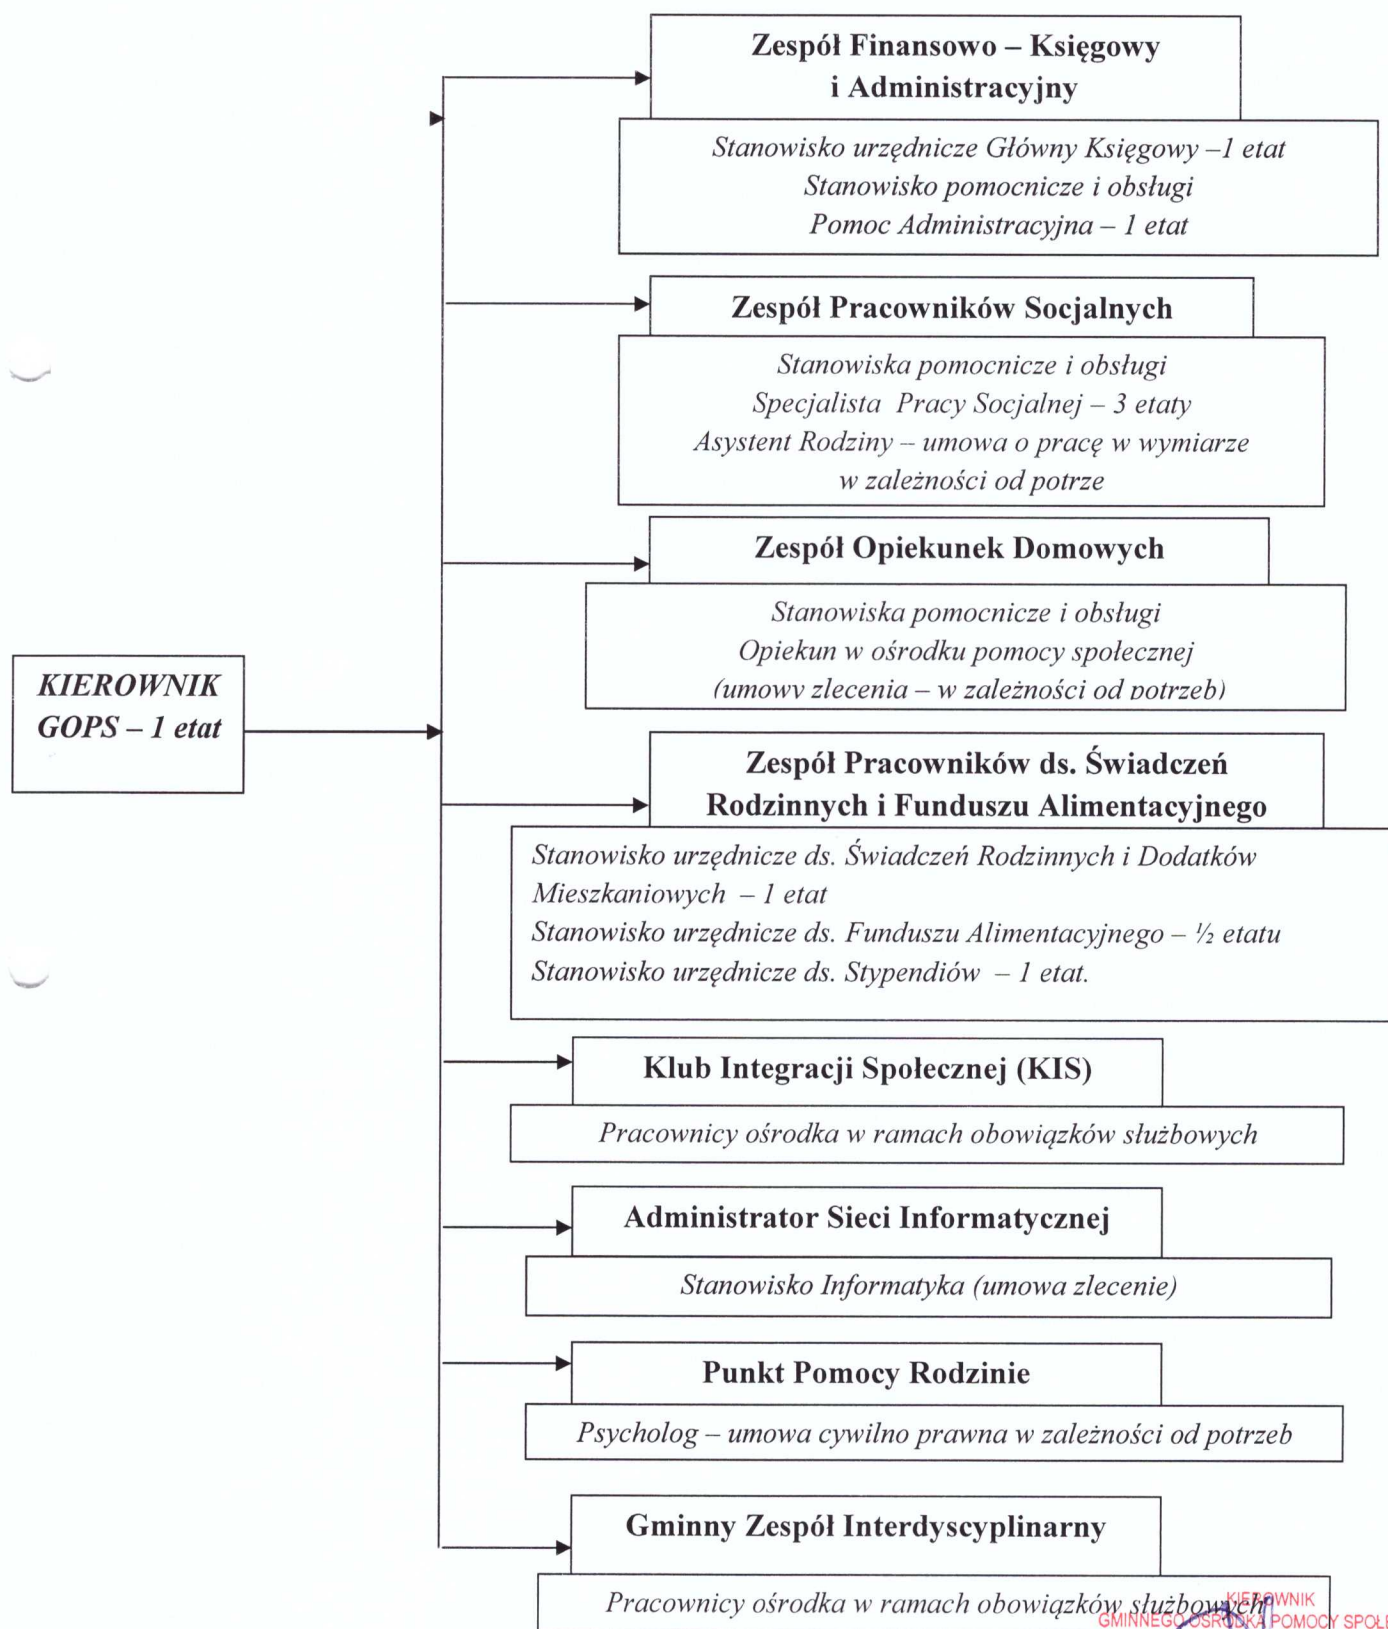 Zespół Finansowo – Księgowy
i Administracyjny
Stanowisko urzędnicze Główny Księgowy –1 etat
Stanowisko pomocnicze i obsługi
Pomoc Administracyjna – 1 etat
Zespół Pracowników Socjalnych
Stanowiska pomocnicze i obsługi
Specjalista Pracy Socjalnej – 3 etaty
Asystent Rodziny – umowa o pracę w wymiarze
w zależności od potrze
Zespół Opiekunek Domowych
Stanowiska pomocnicze i obsługi
Opiekun w ośrodku pomocy społecznej
(umowy zlecenia – w zależności od potrzeb)
KIEROWNIK
GOPS – 1 etat
Zespół Pracowników ds. Świadczeń
Rodzinnych i Funduszu Alimentacyjnego
Stanowisko urzędnicze ds. Świadczeń Rodzinnych i Dodatków
Mieszkaniowych – 1 etat
Stanowisko urzędnicze ds. Funduszu Alimentacyjnego – ½ etatu
Stanowisko urzędnicze ds. Stypendiów – 1 etat.
Klub Integracji Społecznej (KIS)
Pracownicy ośrodka w ramach obowiązków służbowych
Administrator Sieci Informatycznej
Stanowisko Informatyka (umowa zlecenie)
Punkt Pomocy Rodzinie
Psycholog – umowa cywilno prawna w zależności od potrzeb
Gminny Zespół Interdyscyplinarny
Pracownicy ośrodka w ramach obowiązków służbowych
KIEROWNIK
GMINNEGO OŚRODKA POMOCY SPOŁE